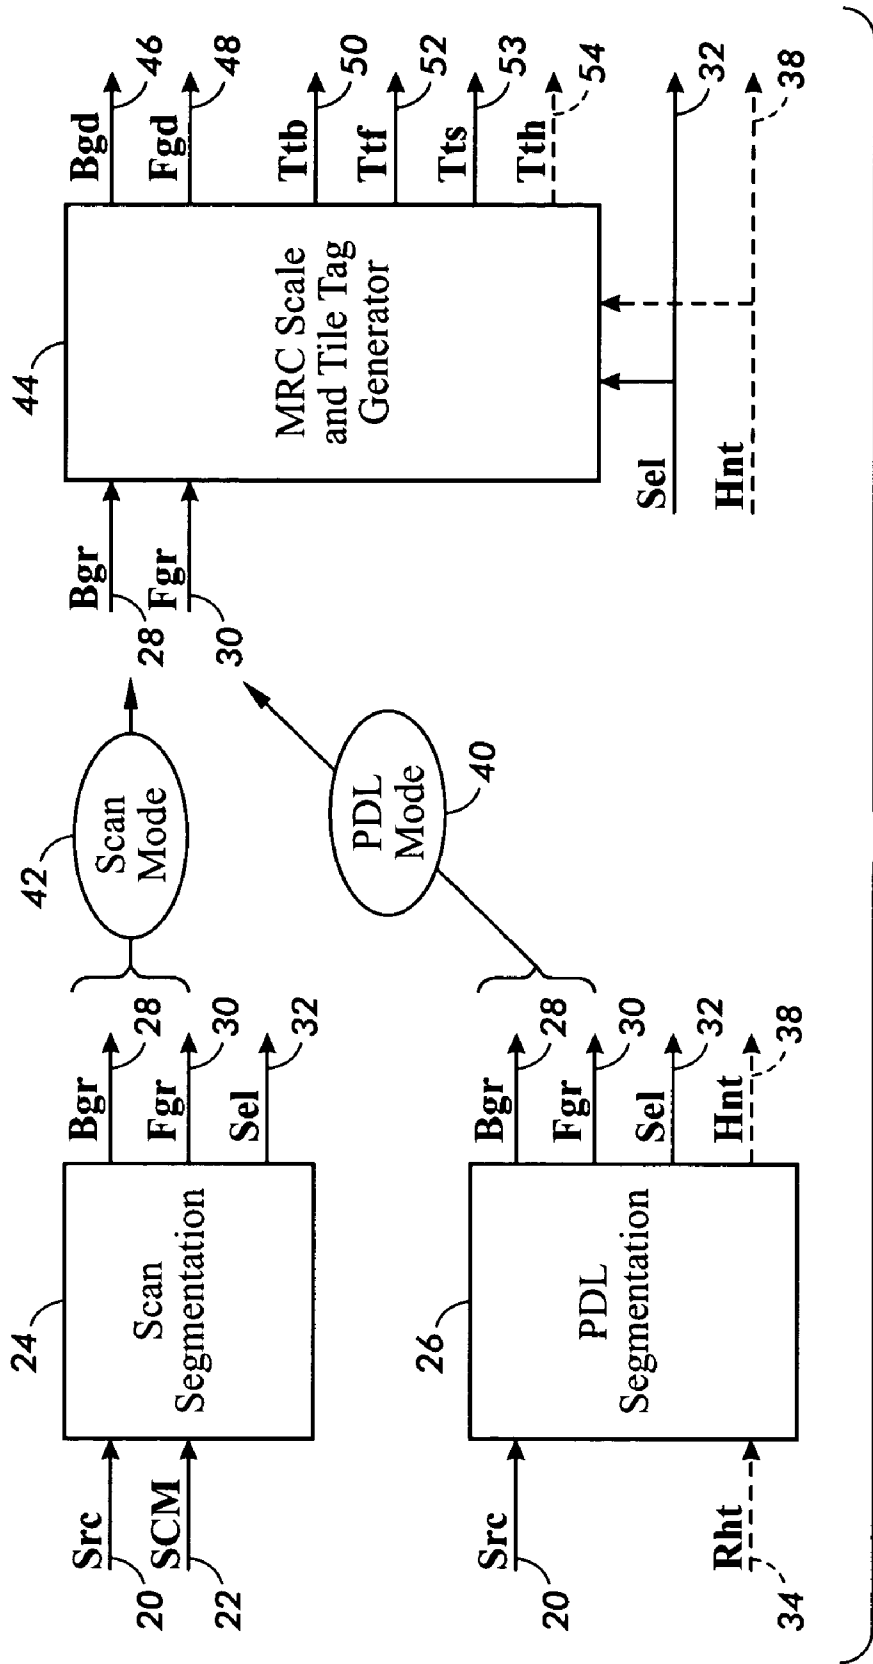 24
Src
20
SCM
22
Scan
Segmentation
Bgr
28
Fgr
30
Sel
32
42
Scan
Mode
26
Src
20
Rht
34
PDL
Segmentation
Bgr
28
Fgr
30
Sel
32
Hnt
38
PDL
Mode
40
44
Bgr
28
Fgr
30
MRC Scale
and Tile Tag
Generator
Bgd
46
Fgd
48
Ttb
50
Ttf
52
Tts
53
Tth
54
Sel
32
Hnt
38